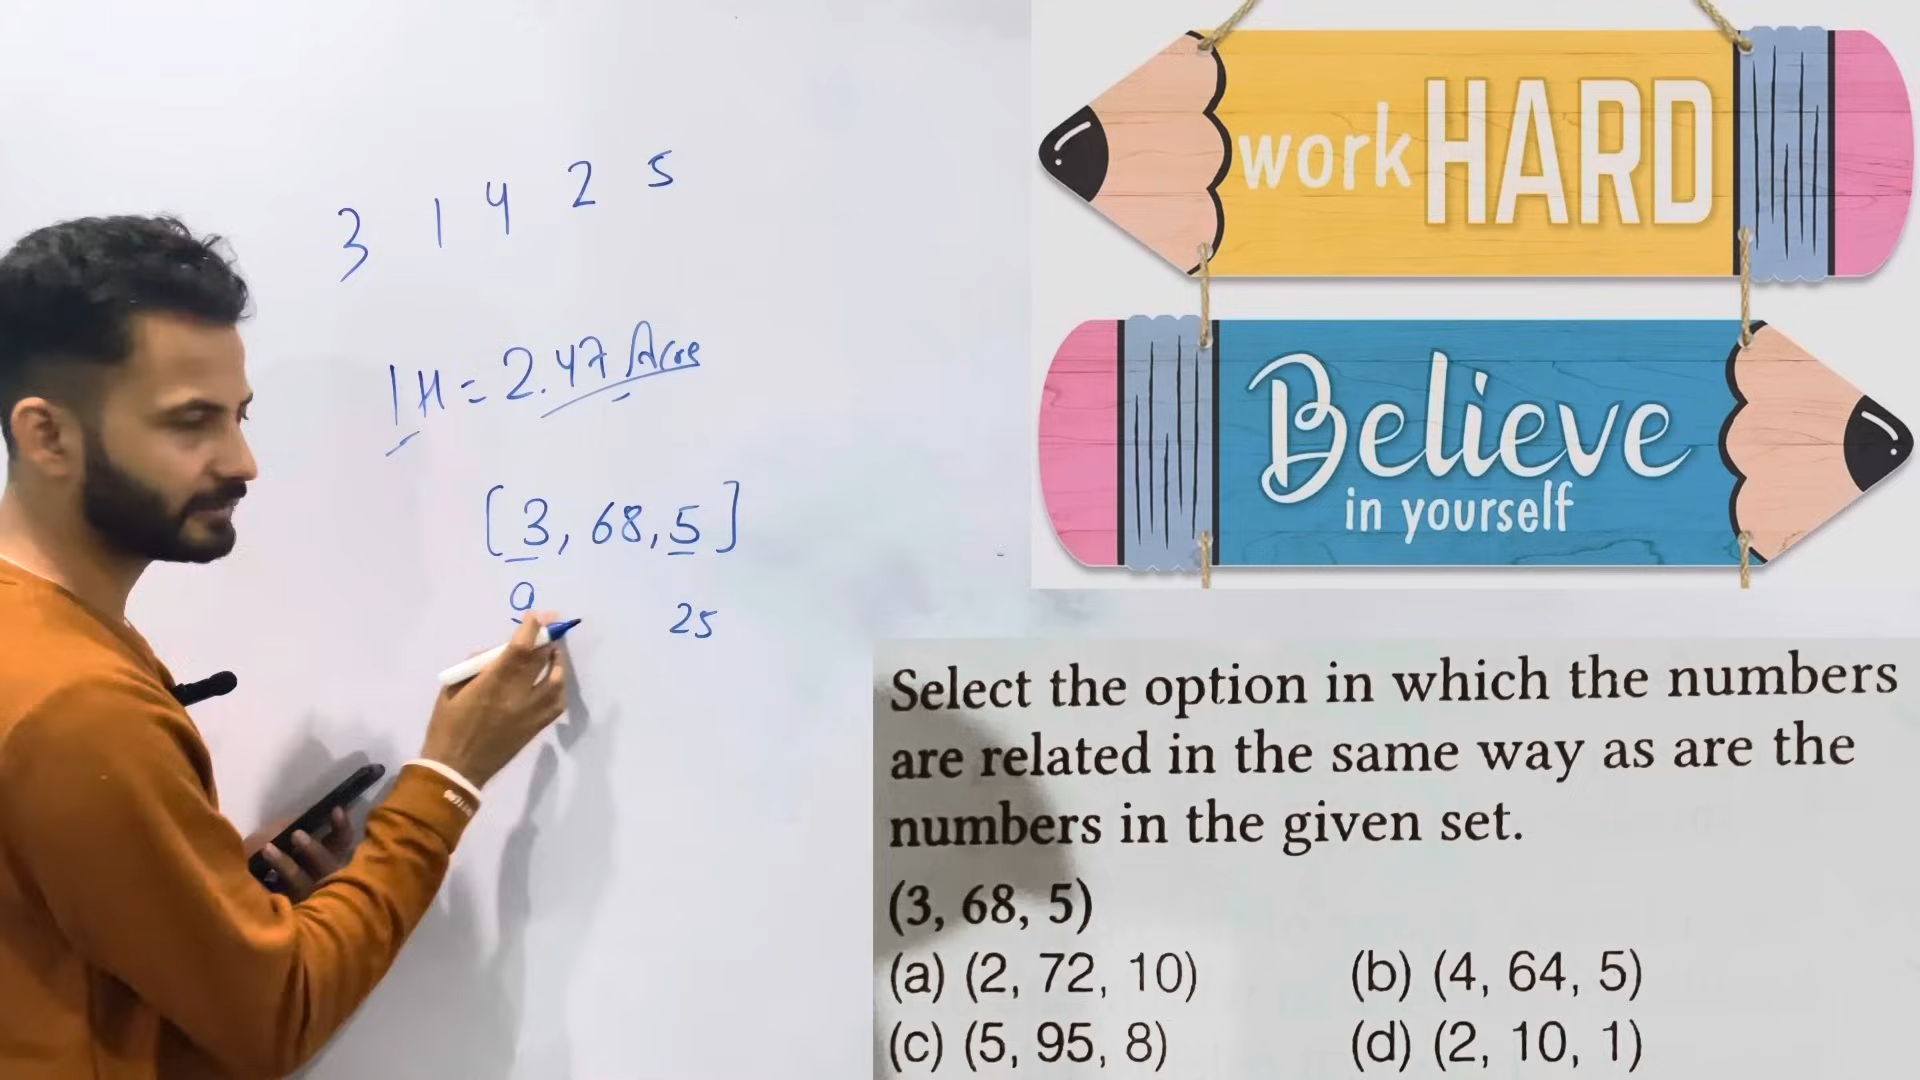 3 1 4 2 5
1H = 2.47 Acre
[3, 68, 5]
9 25
work HARD
Believe
in yourself
Select the option in which the numbers
are related in the same way as are the
numbers in the given set.
(3, 68, 5)
(a) (2, 72, 10) (b) (4, 64, 5)
(c) (5, 95, 8) (d) (2, 10, 1)